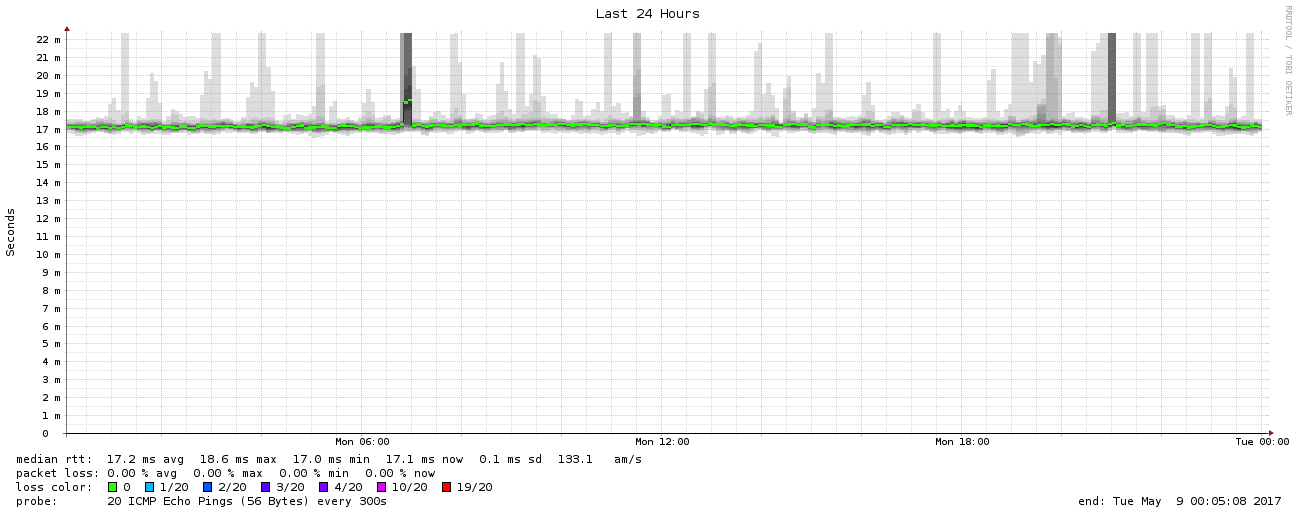 Last 24 Hours
RRDTOOL / TOBI OETIKER
Seconds
22 m
21 m
20 m
19 m
18 m
17 m
16 m
15 m
14 m
13 m
12 m
11 m
10 m
9 m
8 m
7 m
6 m
5 m
4 m
3 m
2 m
1 m
0
Mon 06:00 Mon 12:00 Mon 18:00 Tue 00:00
median rtt: 17.2 ms avg 18.6 ms max 17.0 ms min 17.1 ms now 0.1 ms sd 133.1 am/s
packet loss: 0.00 % avg 0.00 % max 0.00 % min 0.00 % now
loss color: 0 1/20 2/20 3/20 4/20 10/20 19/20
probe: 20 ICMP Echo Pings (56 Bytes) every 300s end: Tue May 9 00:05:08 2017